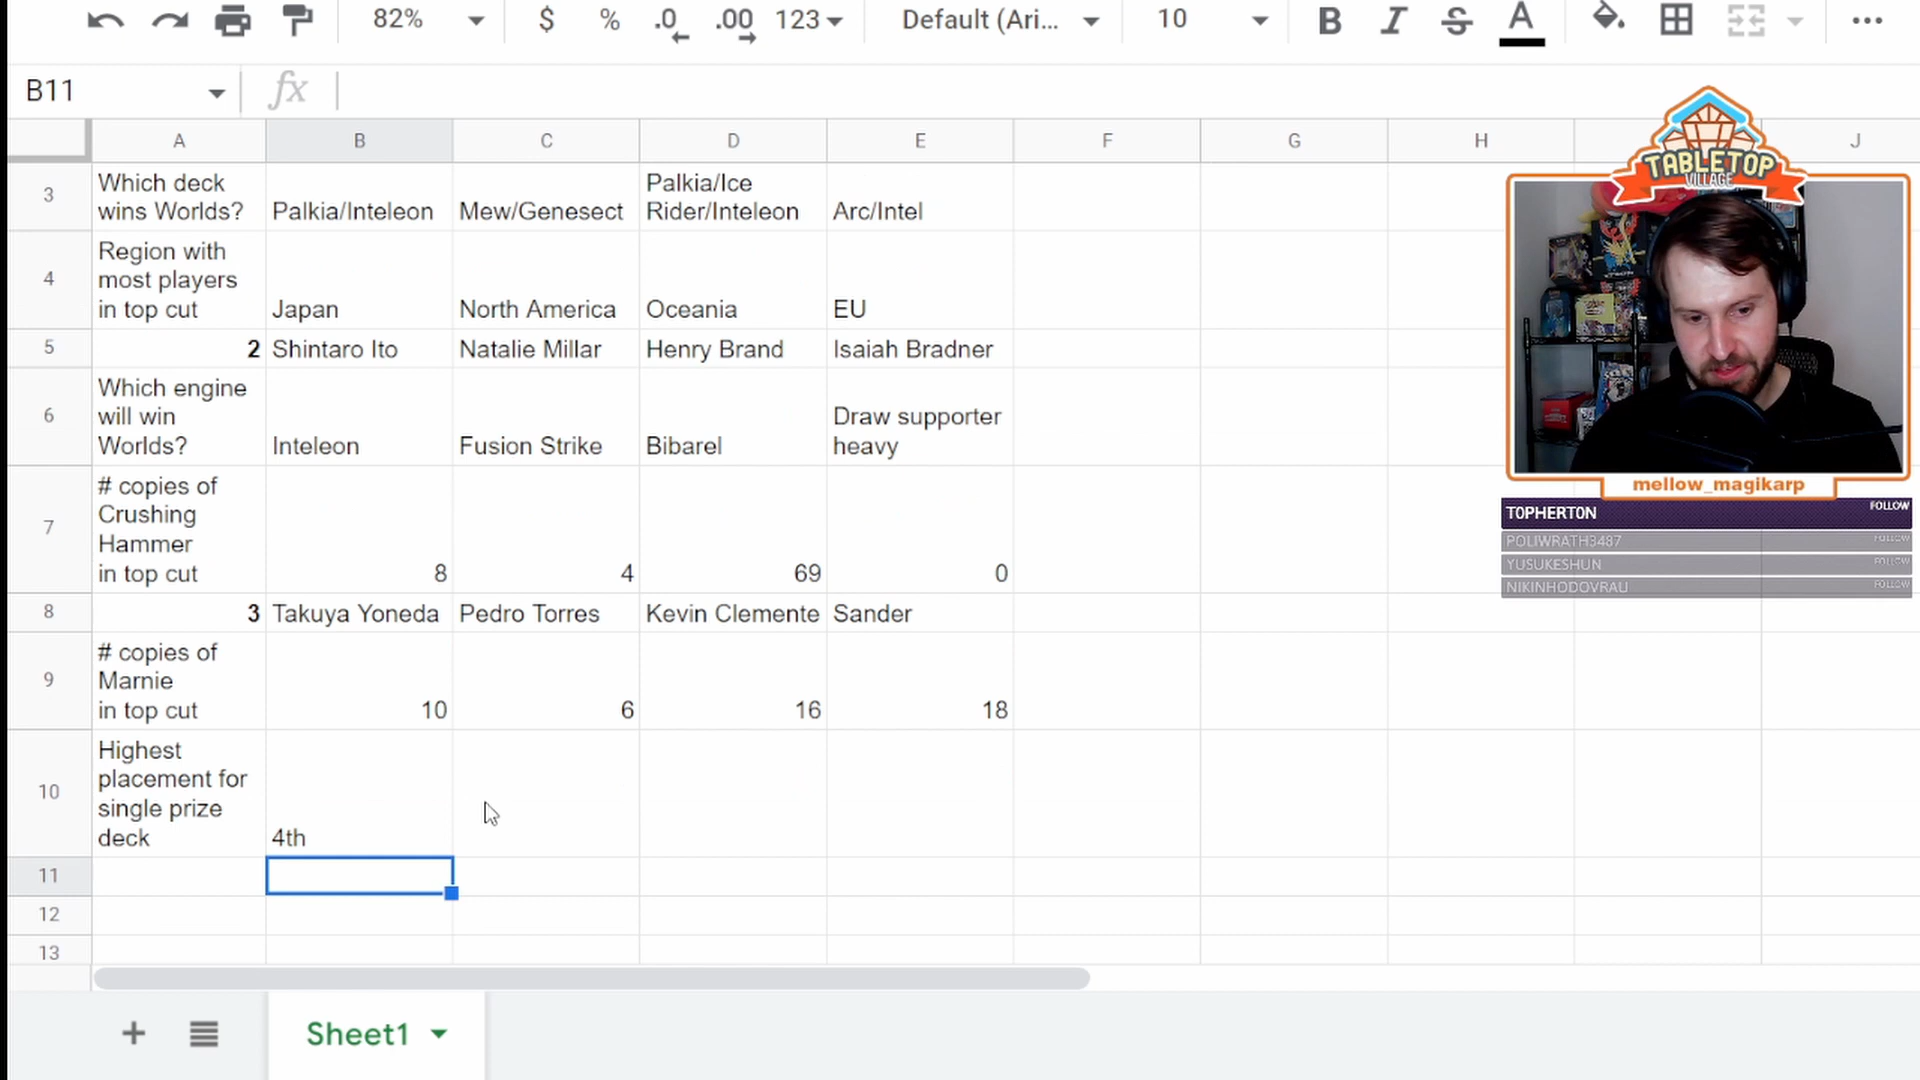 82%
$
%
.0
.00
123
Default (Ari...
10
B
I
S
A
B11
fx
A B C D E F G H J
3
Which deck
wins Worlds?
Palkia/Inteleon
Mew/Genesect
Palkia/Ice
Rider/Inteleon
Arc/Intel
4
Region with
most players
in top cut
Japan
North America
Oceania
EU
5
2
Shintaro Ito
Natalie Millar
Henry Brand
Isaiah Bradner
6
Which engine
will win
Worlds?
Inteleon
Fusion Strike
Bibarel
Draw supporter
heavy
7
# copies of
Crushing
Hammer
in top cut
8
4
69
0
8
3
Takuya Yoneda
Pedro Torres
Kevin Clemente
Sander
9
# copies of
Marnie
in top cut
10
6
16
18
10
Highest
placement for
single prize
deck
4th
11
12
13
Sheet1
TABLETOP
VILLAGE
mellow_magikarp
T0PHERT0N FOLLOW
POLIWRATH3487 FOLLOW
YUSUKESHUN FOLLOW
NIKINHODOVRAU FOLLOW